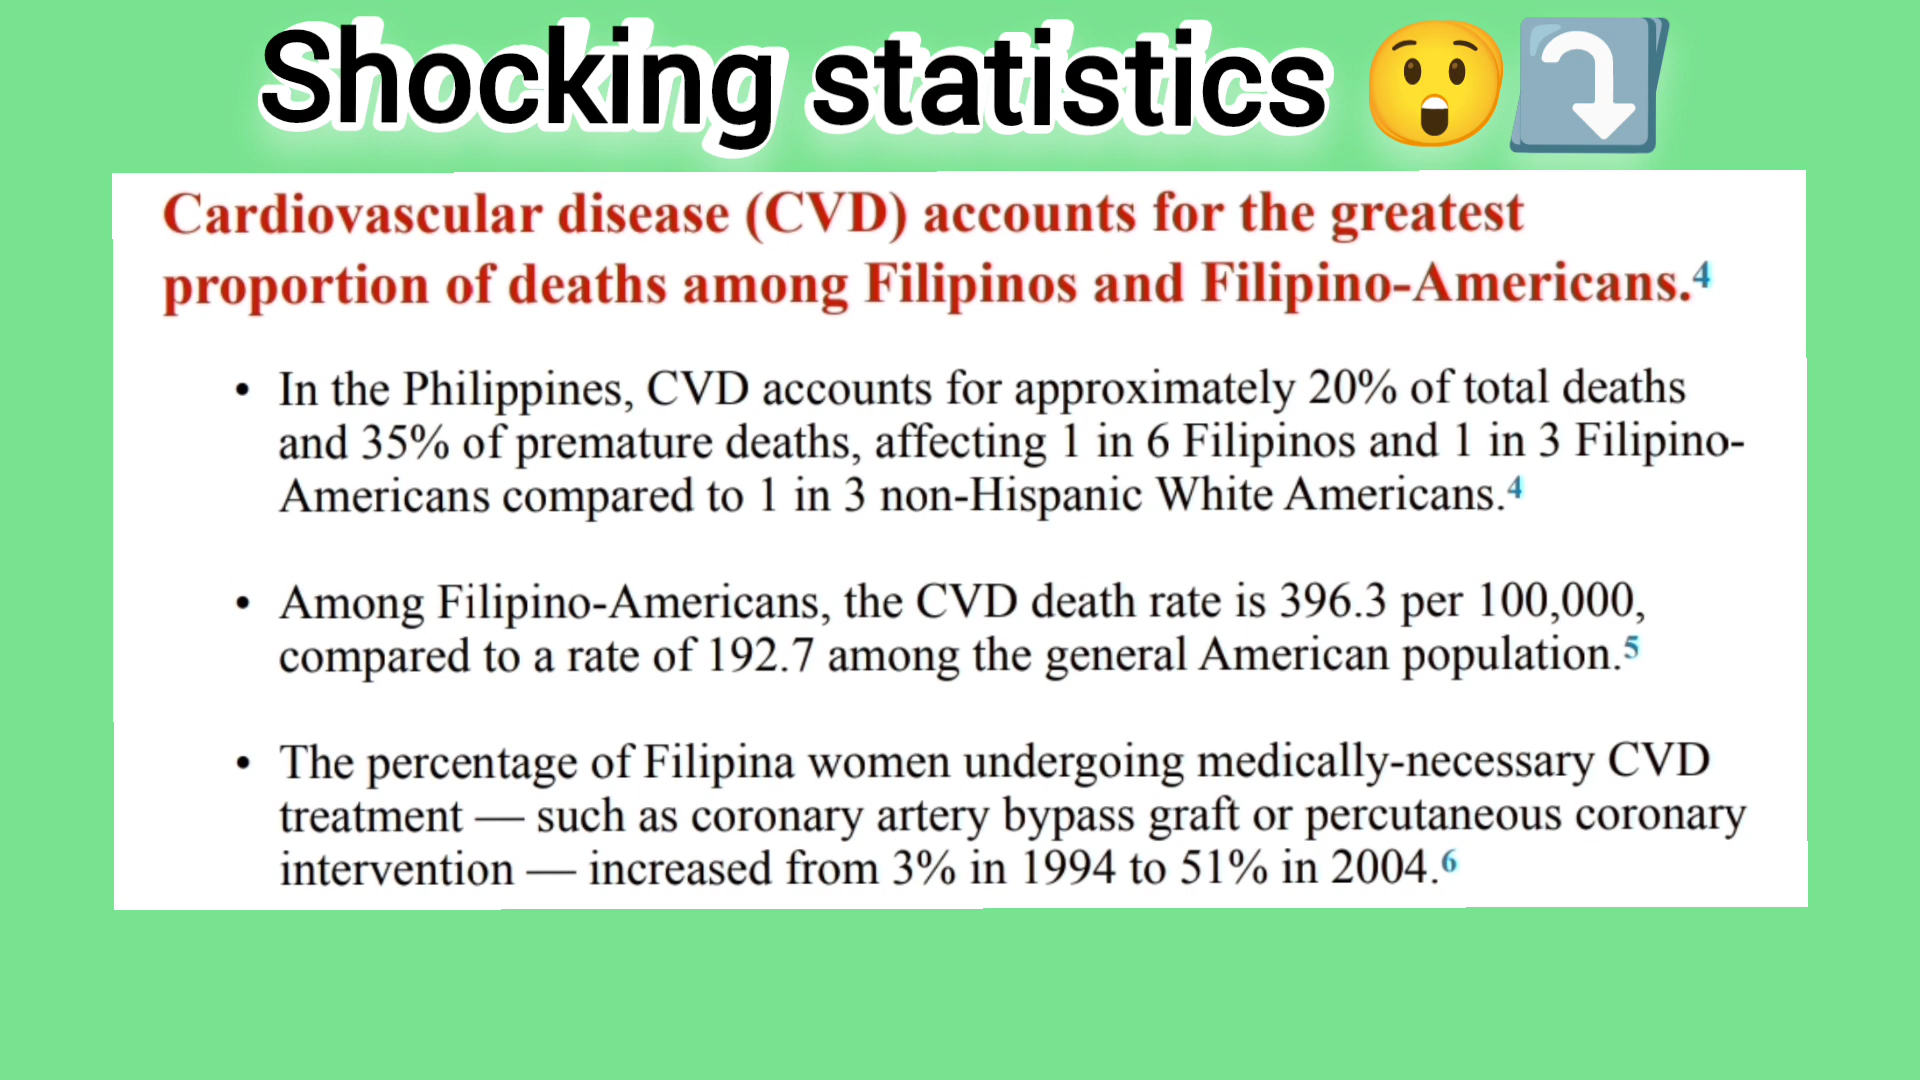 Shocking statistics 😲⤵️
Cardiovascular disease (CVD) accounts for the greatest
proportion of deaths among Filipinos and Filipino-Americans.4
• In the Philippines, CVD accounts for approximately 20% of total deaths
and 35% of premature deaths, affecting 1 in 6 Filipinos and 1 in 3 Filipino-
Americans compared to 1 in 3 non-Hispanic White Americans.4
• Among Filipino-Americans, the CVD death rate is 396.3 per 100,000,
compared to a rate of 192.7 among the general American population.5
• The percentage of Filipina women undergoing medically-necessary CVD
treatment — such as coronary artery bypass graft or percutaneous coronary
intervention — increased from 3% in 1994 to 51% in 2004.6